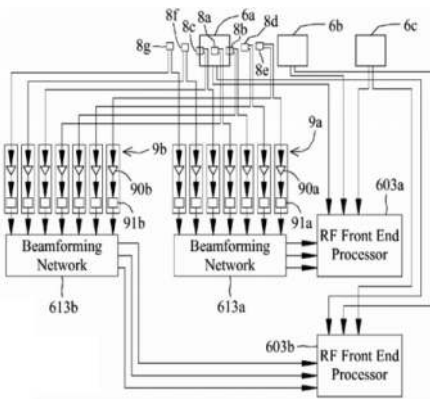 8f 8a 6a 6b 6c
8c 8b 8d
8g 8e
9b 9a
90b 90a 603a
91b 91a RF Front End
Processor
Beamforming
Network
Beamforming
Network
613b 613a
603b RF Front End
Processor